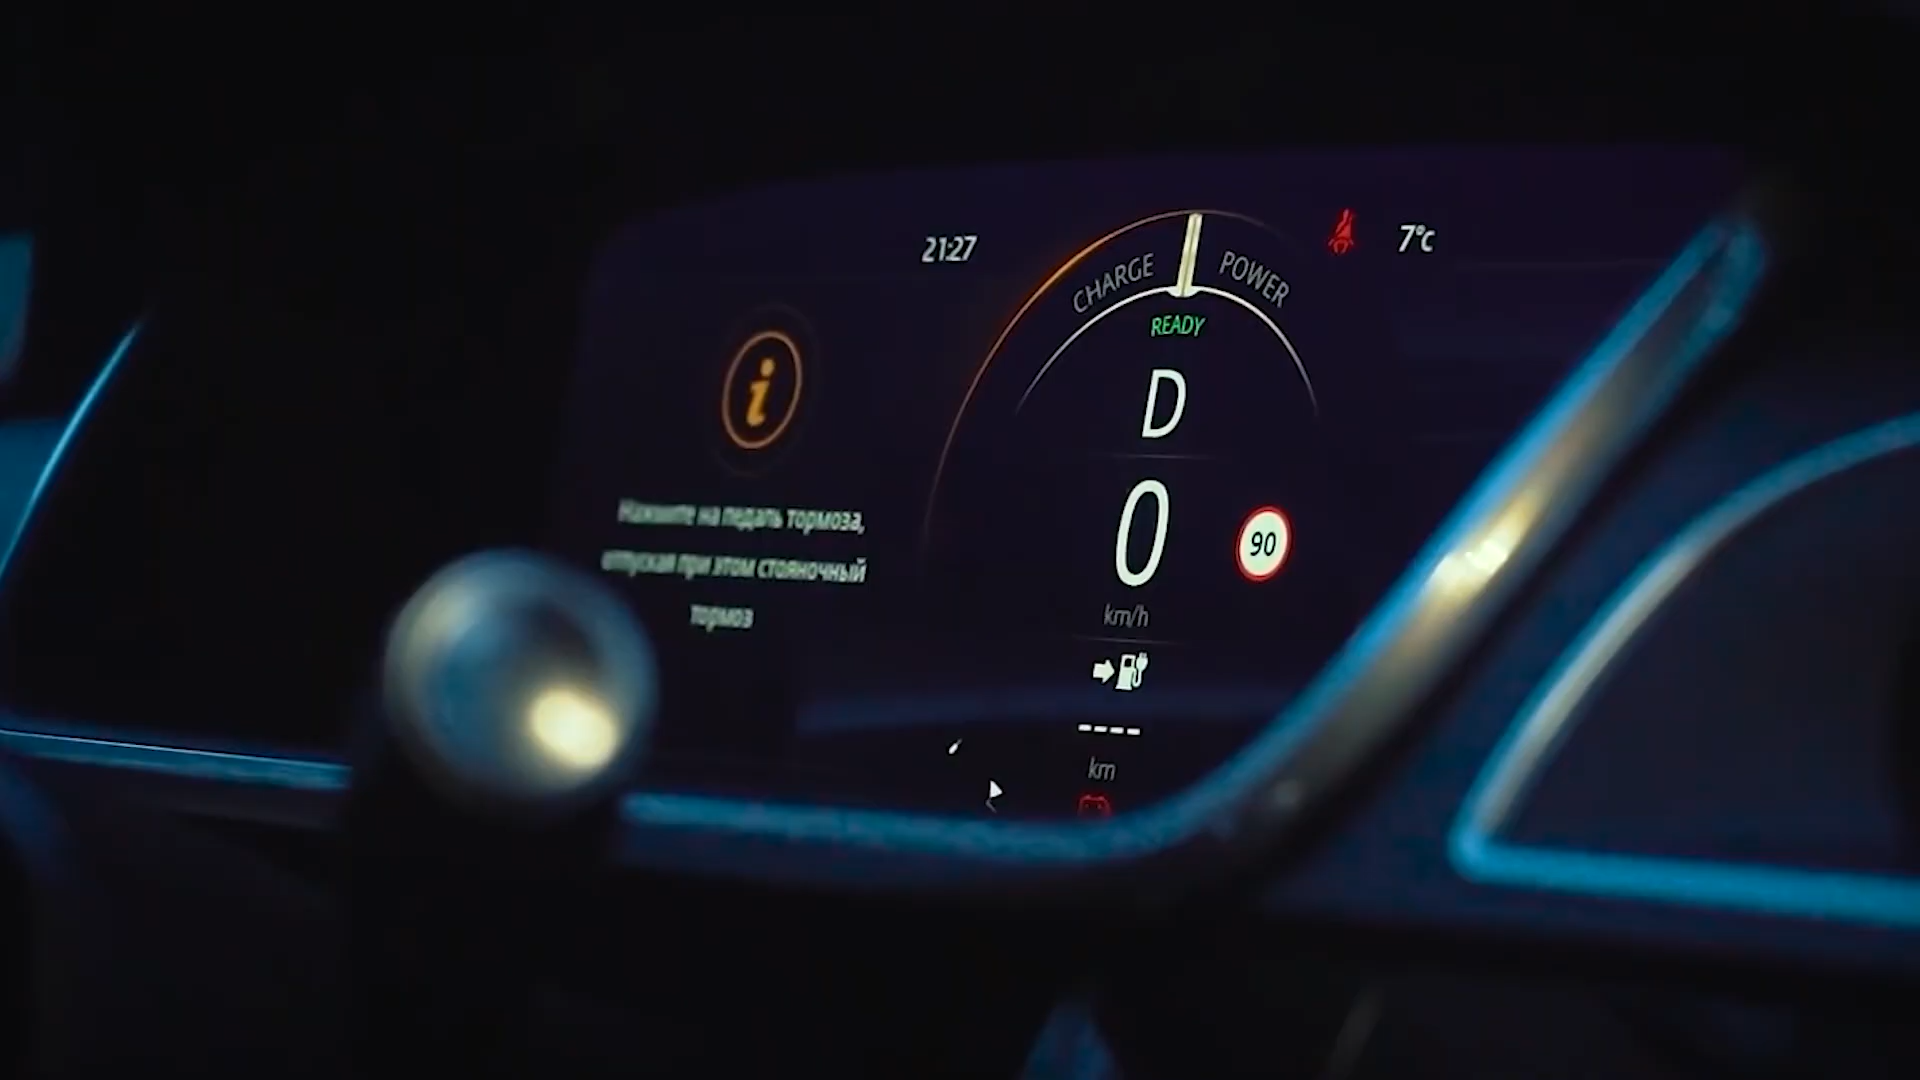 21:27
7°c
CHARGE
POWER
READY
D
Нажмите на педаль тормоза,
отпуская при этом стояночный
тормоз
0
90
km/h
----
km